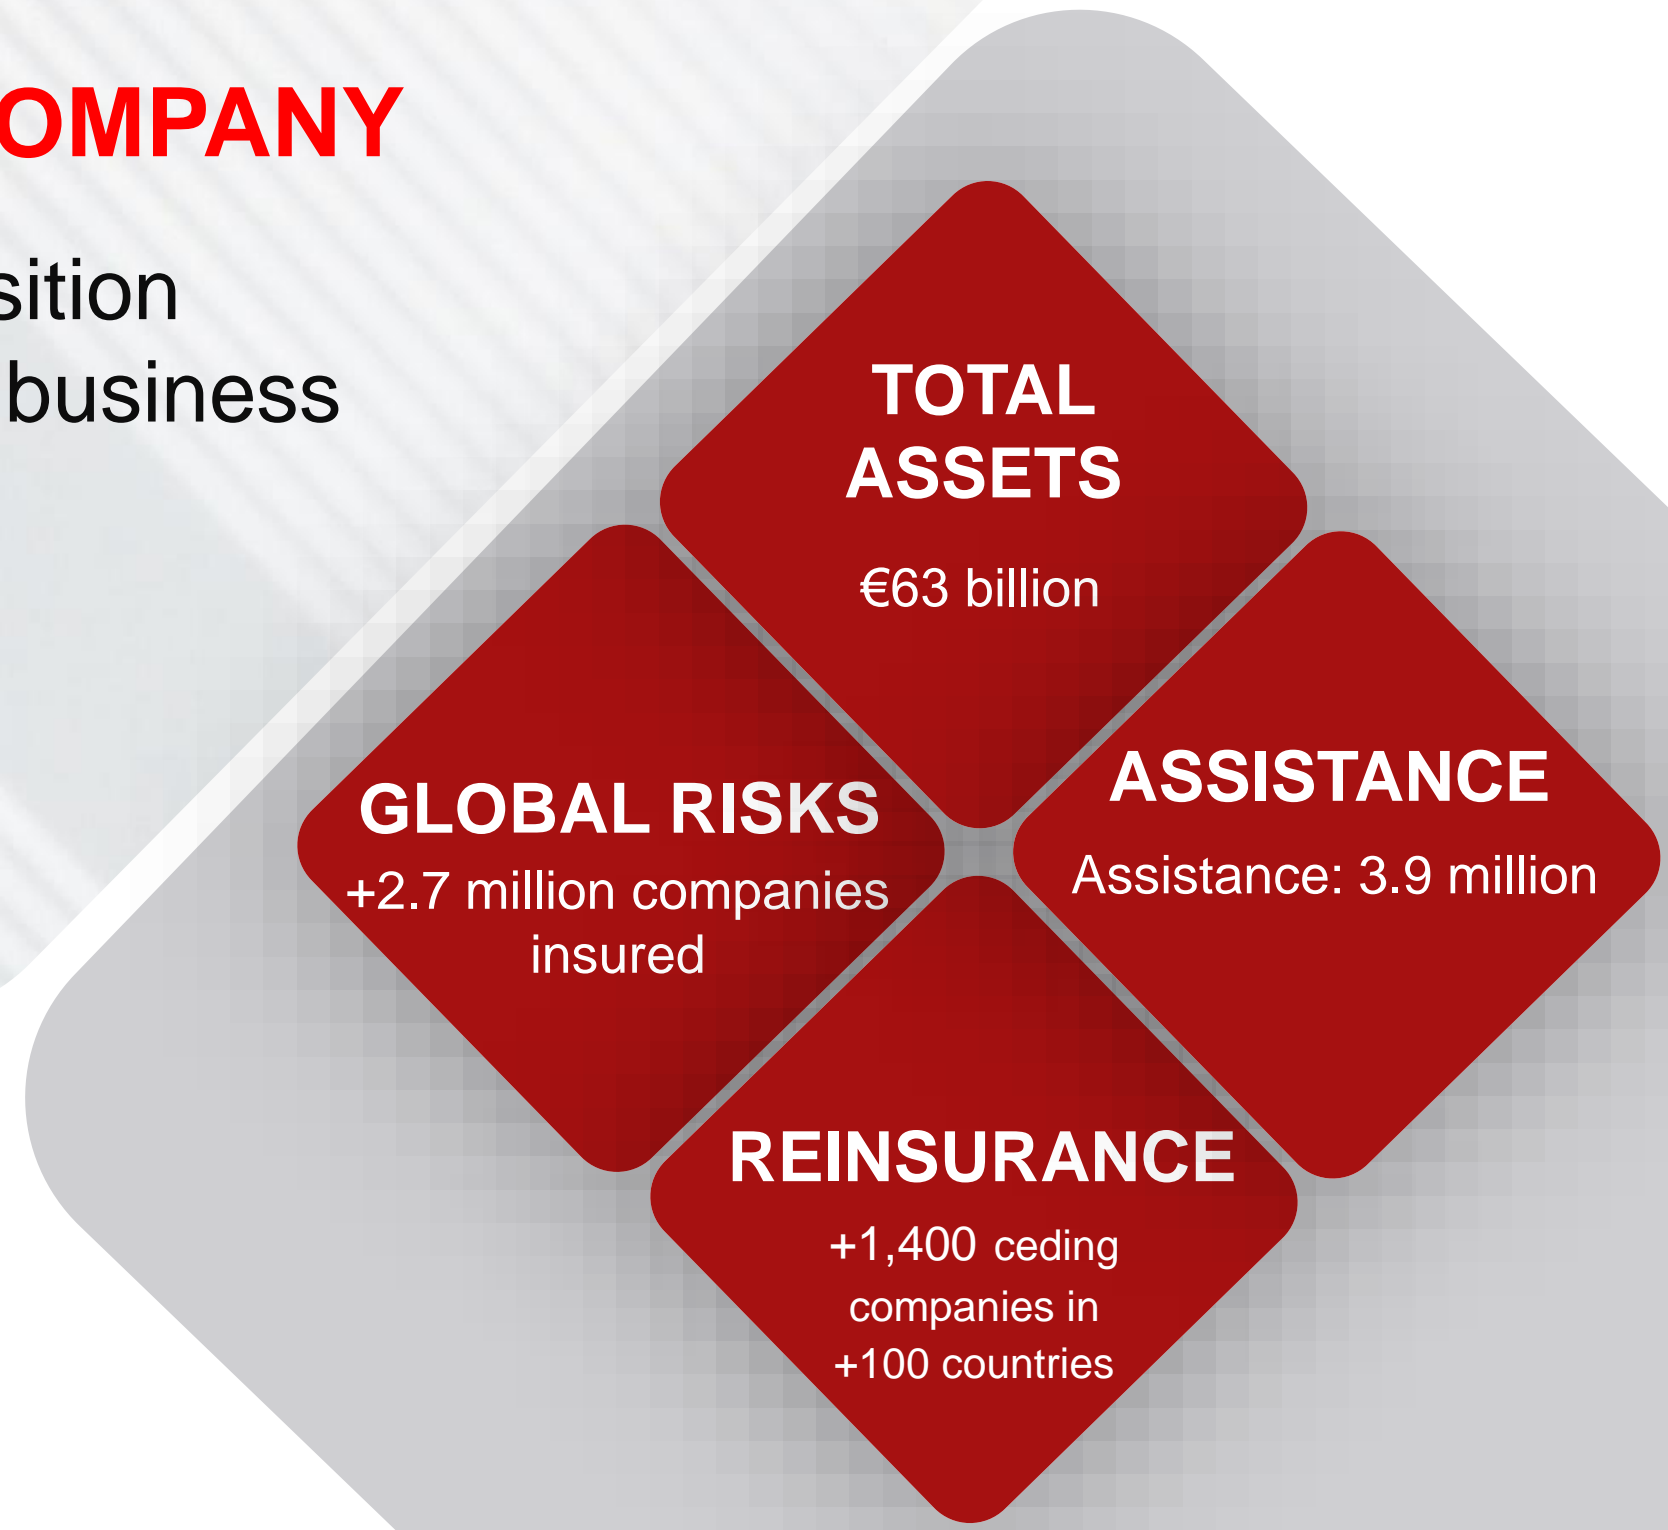 OMPANY
sition
business
TOTAL
ASSETS
€63 billion
GLOBAL RISKS
+2.7 million companies
insured
ASSISTANCE
Assistance: 3.9 million
REINSURANCE
+1,400 ceding
companies in
+100 countries